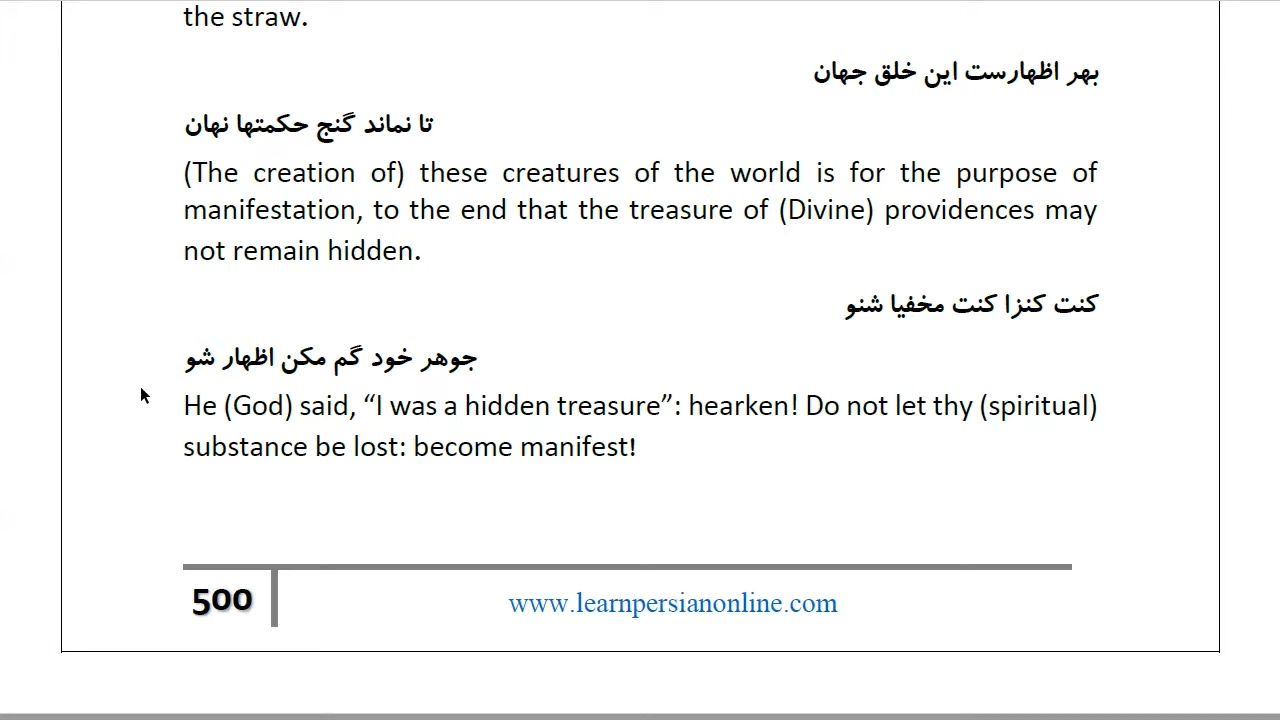 the straw.
بهر اظهارست این خلق جهان
تا نماند گنج حکمتها نهان
(The creation of) these creatures of the world is for the purpose of
manifestation, to the end that the treasure of (Divine) providences may
not remain hidden.
کنت کنزا کنت مخفیا شنو
جوهر خود گم مکن اظهار شو
He (God) said, “I was a hidden treasure”: hearken! Do not let thy (spiritual)
substance be lost: become manifest!
500
www.learnpersianonline.com